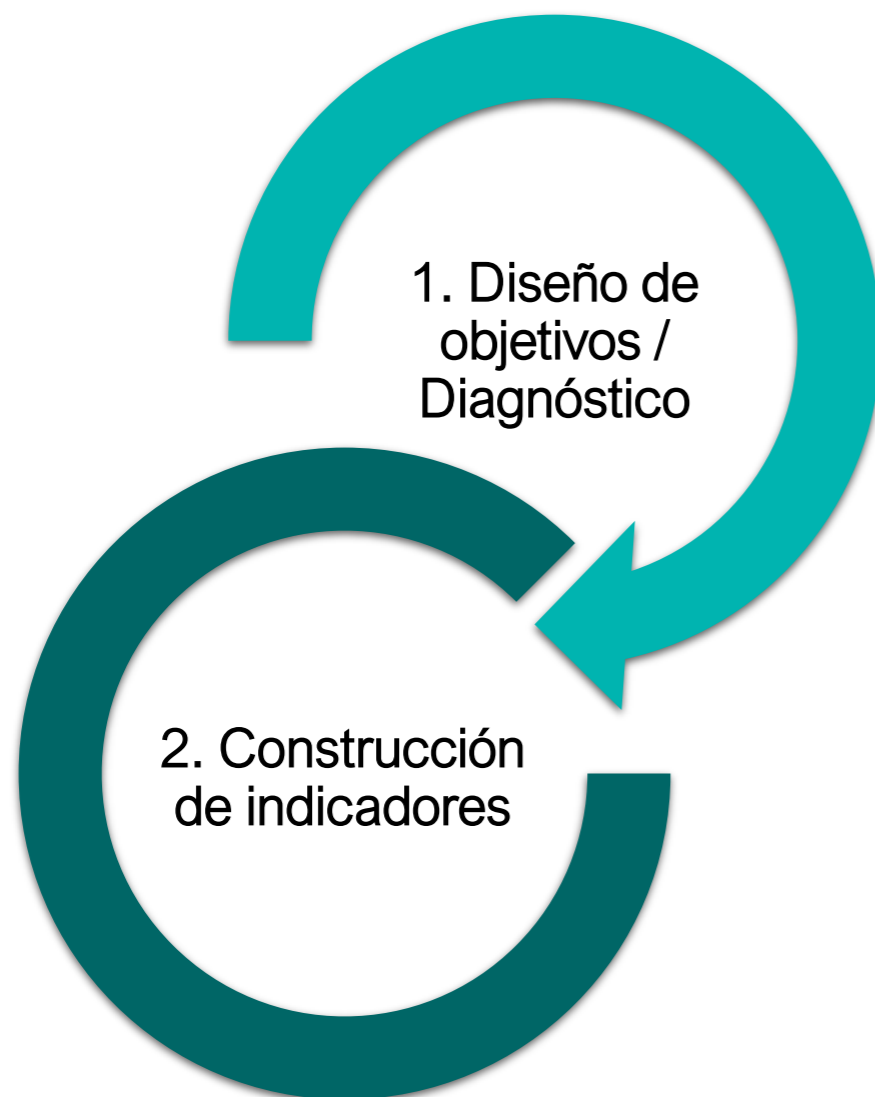 1. Diseño de
objetivos /
Diagnóstico
2. Construcción
de indicadores